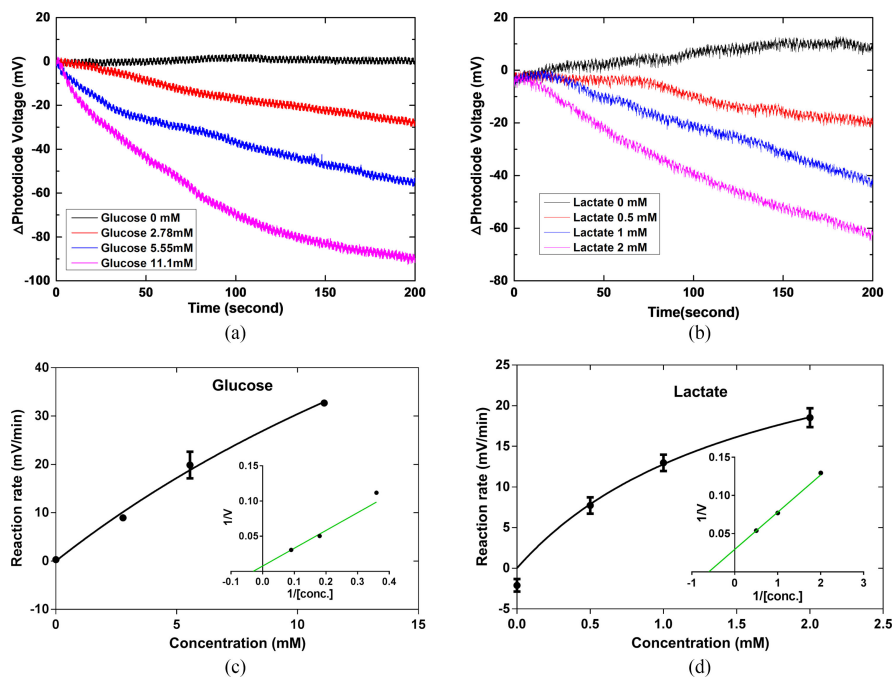 20
0
-20
-40
-60
-80
-100
ΔPhotodiode Voltage (mV)
Glucose 0 mM
Glucose 2.78mM
Glucose 5.55mM
Glucose 11.1mM
0 50 100 150 200
Time (second)
(a)
20
0
-20
-40
-60
-80
ΔPhotodiode Voltage (mV)
Lactate 0 mM
Lactate 0.5 mM
Lactate 1 mM
Lactate 2 mM
0 50 100 150 200
Time(second)
(b)
40
30
20
10
0
-10
Reaction rate (mV/min)
Glucose
0.15
0.10
0.05
1/V
-0.1 0.0 0.1 0.2 0.3 0.4
1/[conc.]
0 5 10 15
Concentration (mM)
(c)
25
20
15
10
5
0
-5
Reaction rate (mV/min)
Lactate
0.15
0.10
0.05
1/V
-1 0 1 2 3
1/[conc.]
0.0 0.5 1.0 1.5 2.0 2.5
Concentration (mM)
(d)